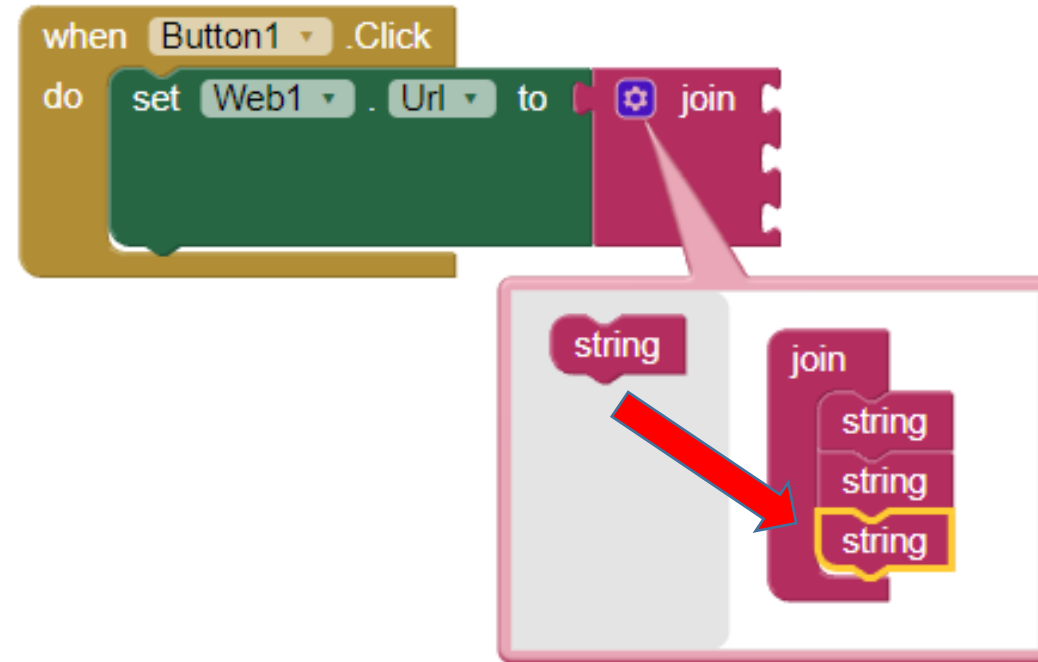 when Button1 .Click
do set Web1 . Url to join
string
join
string
string
string